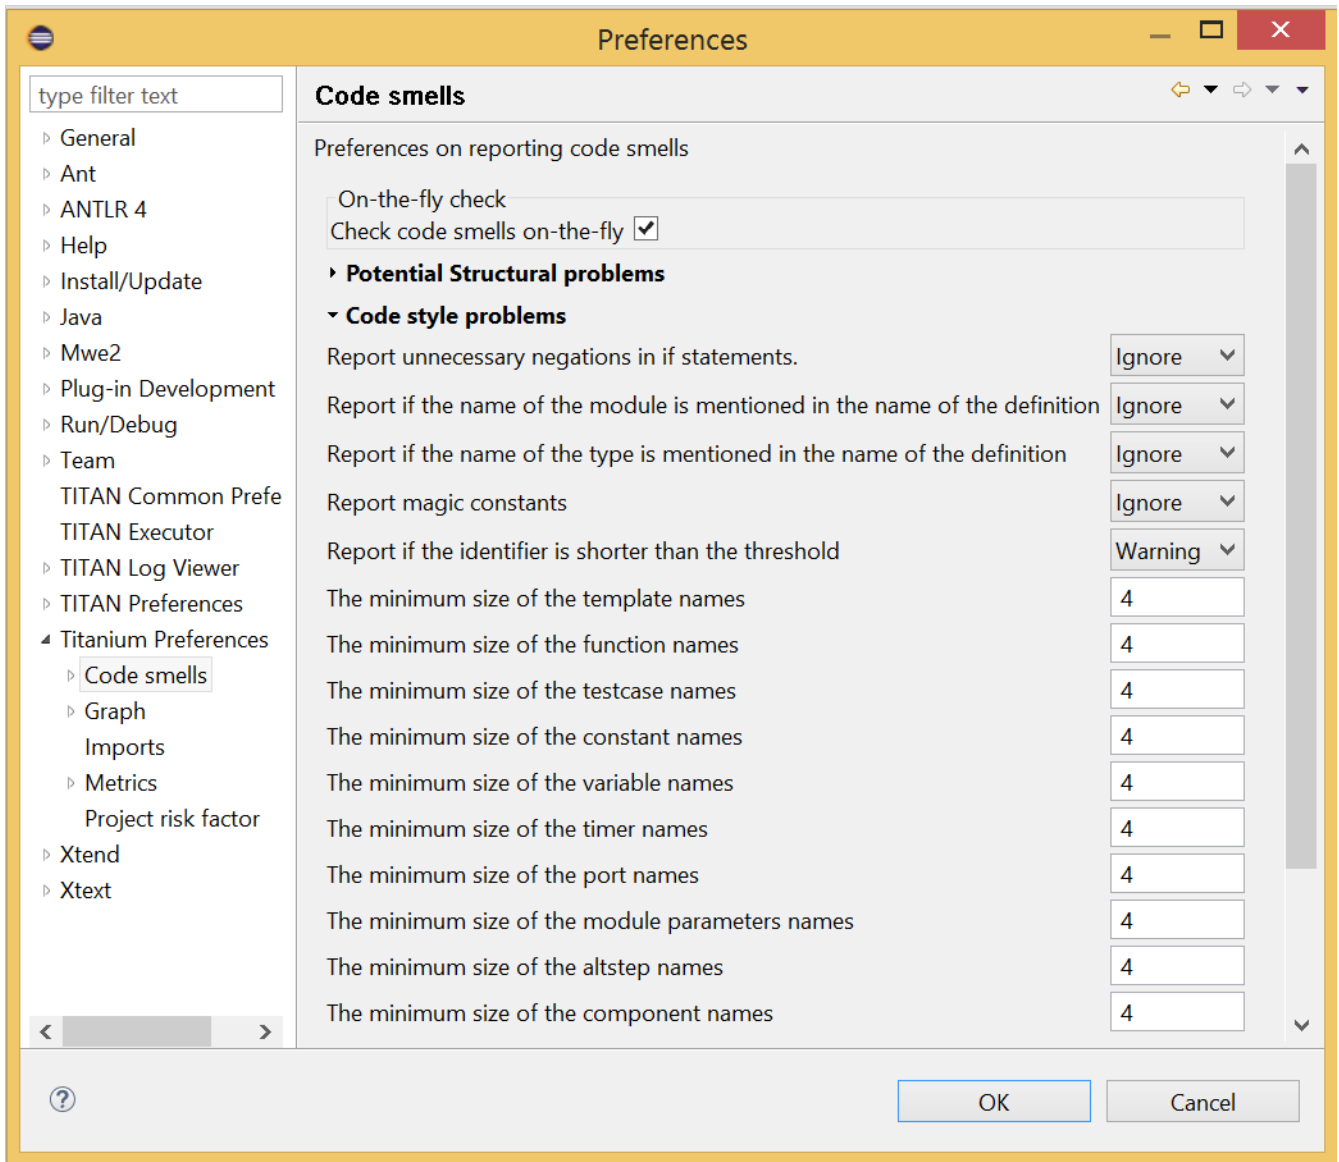 Preferences
type filter text
General
Ant
ANTLR 4
Help
Install/Update
Java
Mwe2
Plug-in Development
Run/Debug
Team
TITAN Common Prefe
TITAN Executor
TITAN Log Viewer
TITAN Preferences
Titanium Preferences
Code smells
Graph
Imports
Metrics
Project risk factor
Xtend
Xtext
Code smells
Preferences on reporting code smells
On-the-fly check
Check code smells on-the-fly
Potential Structural problems
Code style problems
Report unnecessary negations in if statements. Ignore
Report if the name of the module is mentioned in the name of the definition Ignore
Report if the name of the type is mentioned in the name of the definition Ignore
Report magic constants Ignore
Report if the identifier is shorter than the threshold Warning
The minimum size of the template names 4
The minimum size of the function names 4
The minimum size of the testcase names 4
The minimum size of the constant names 4
The minimum size of the variable names 4
The minimum size of the timer names 4
The minimum size of the port names 4
The minimum size of the module parameters names 4
The minimum size of the altstep names 4
The minimum size of the component names 4
?
OK Cancel